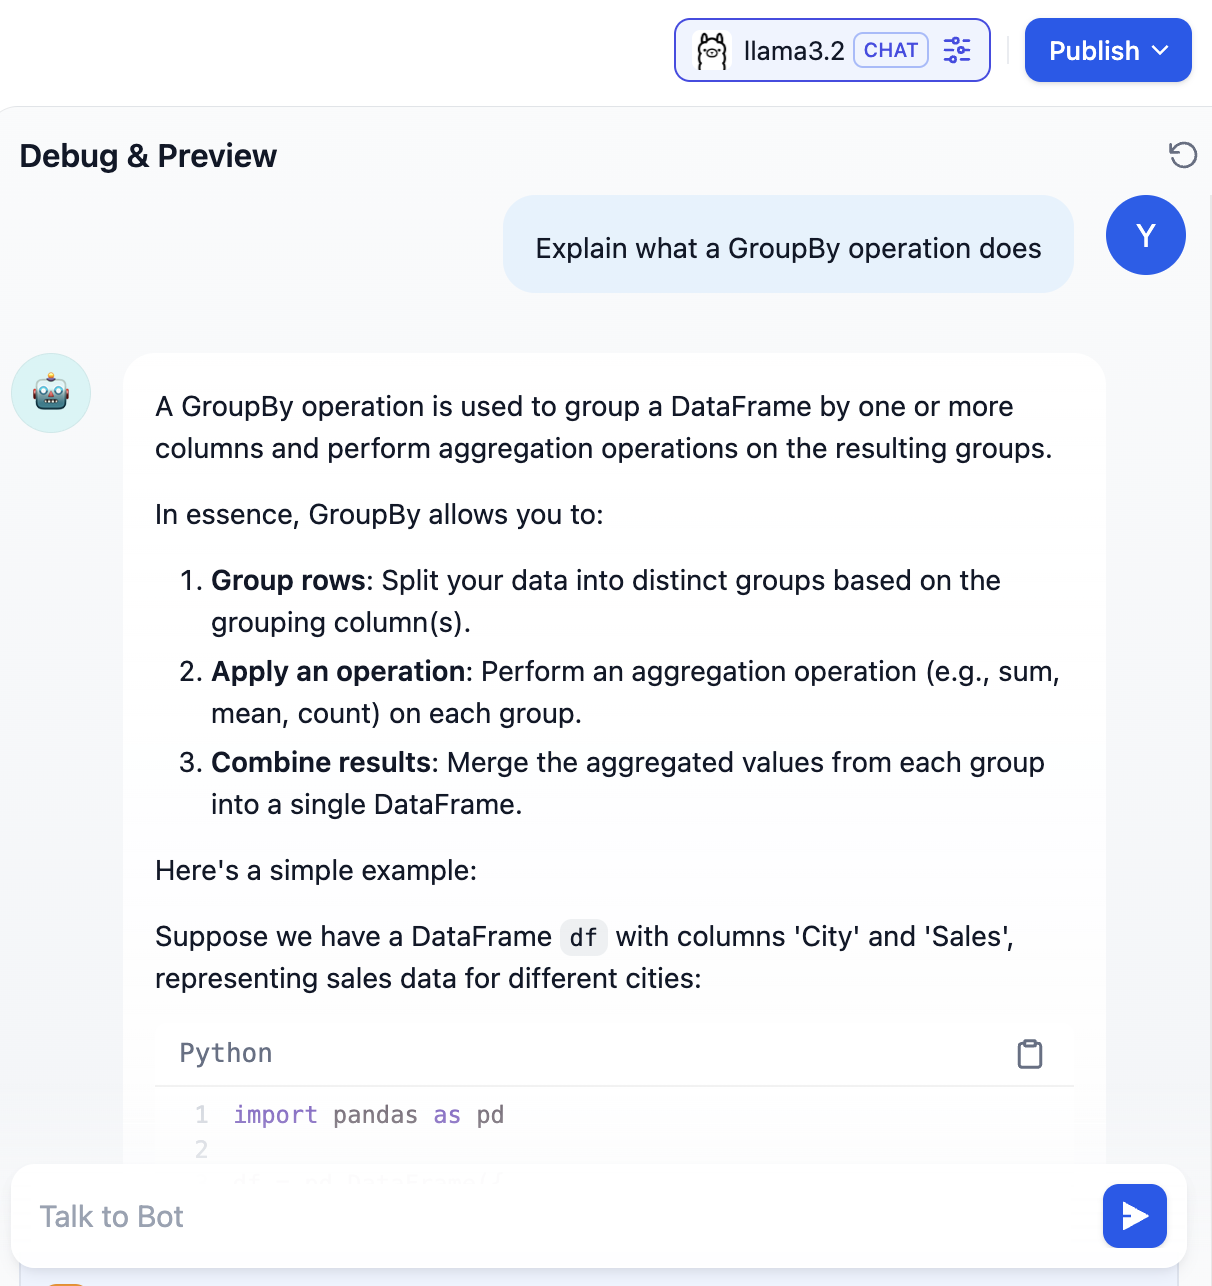 llama3.2 CHAT Publish
Debug & Preview
Explain what a GroupBy operation does
Y
A GroupBy operation is used to group a DataFrame by one or more
columns and perform aggregation operations on the resulting groups.
In essence, GroupBy allows you to:
1. Group rows: Split your data into distinct groups based on the
grouping column(s).
2. Apply an operation: Perform an aggregation operation (e.g., sum,
mean, count) on each group.
3. Combine results: Merge the aggregated values from each group
into a single DataFrame.
Here's a simple example:
Suppose we have a DataFrame df with columns 'City' and 'Sales',
representing sales data for different cities:
Python
1 import pandas as pd
2
df = pd.DataFrame({
Talk to Bot